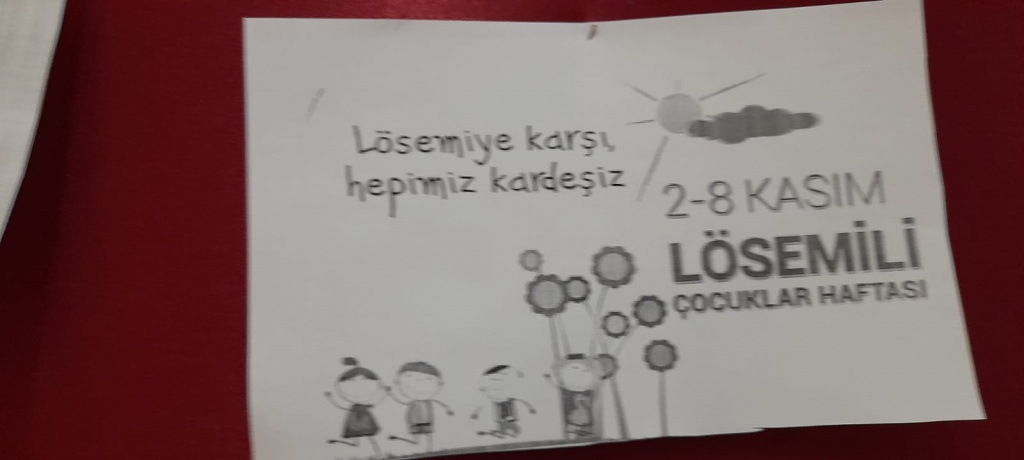 Lösemiye karşı,
hepimiz kardeşiz
2-8 KASIM
LÖSEMİLİ
ÇOCUKLAR HAFTASI